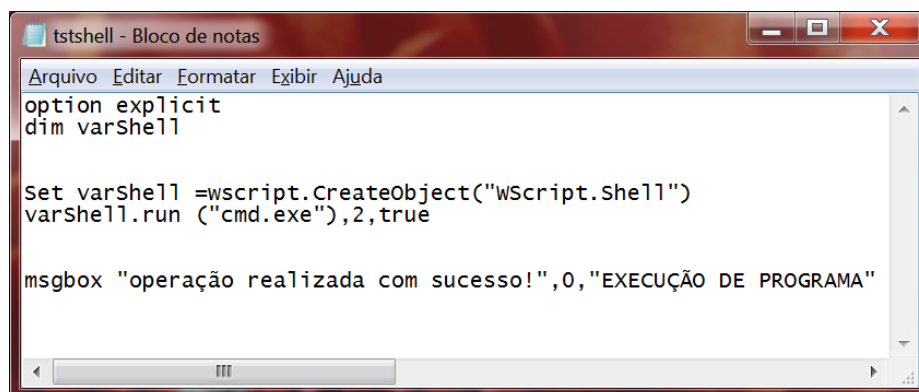 tstshell - Bloco de notas
Arquivo Editar Formatar Exibir Ajuda
option explicit
dim varShell
Set varShell =wscript.CreateObject("WScript.Shell")
varShell.run ("cmd.exe"),2,true
msgbox "operação realizada com sucesso!",0,"EXECUÇÃO DE PROGRAMA"